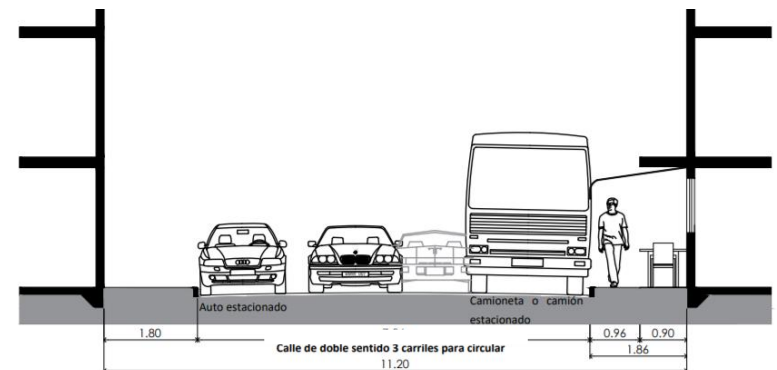 Auto estacionado
Camioneta o camión
estacionado
1.80
0.96
0.90
Calle de doble sentido 3 carriles para circular
1.86
11.20